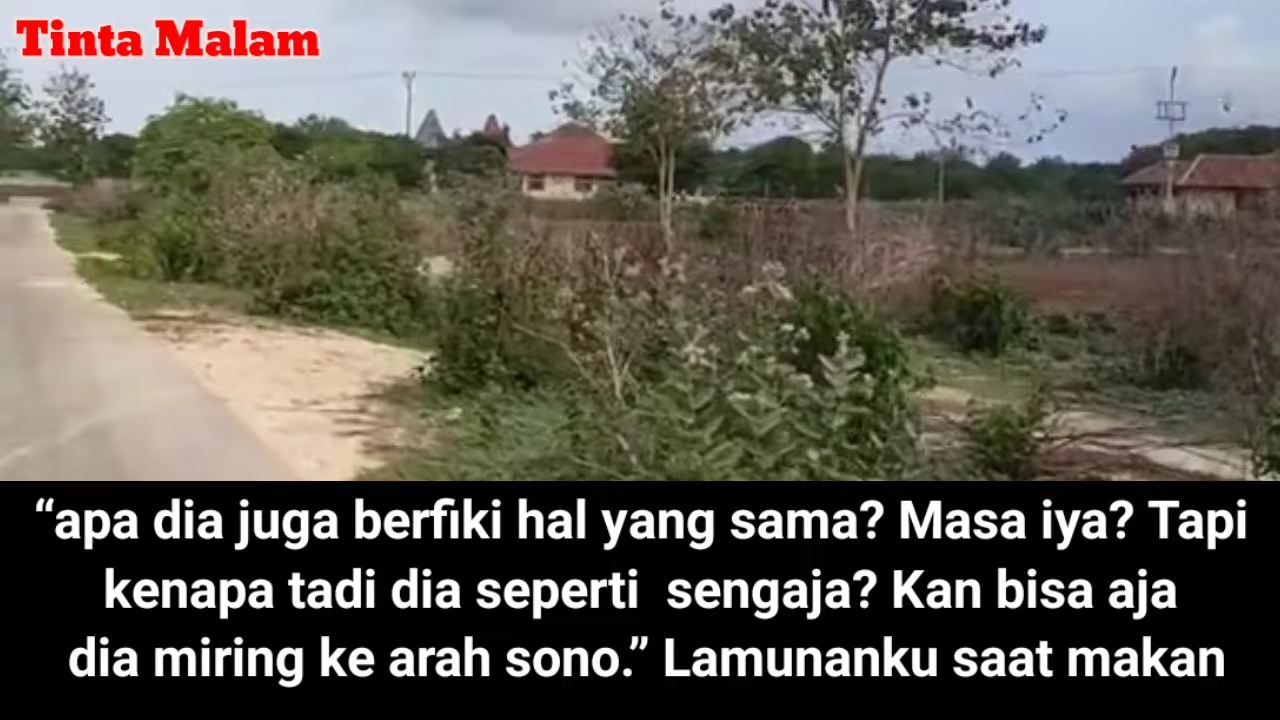 Tinta Malam
“apa dia juga berfiki hal yang sama? Masa iya? Tapi
kenapa tadi dia seperti  sengaja? Kan bisa aja
dia miring ke arah sono.” Lamunanku saat makan